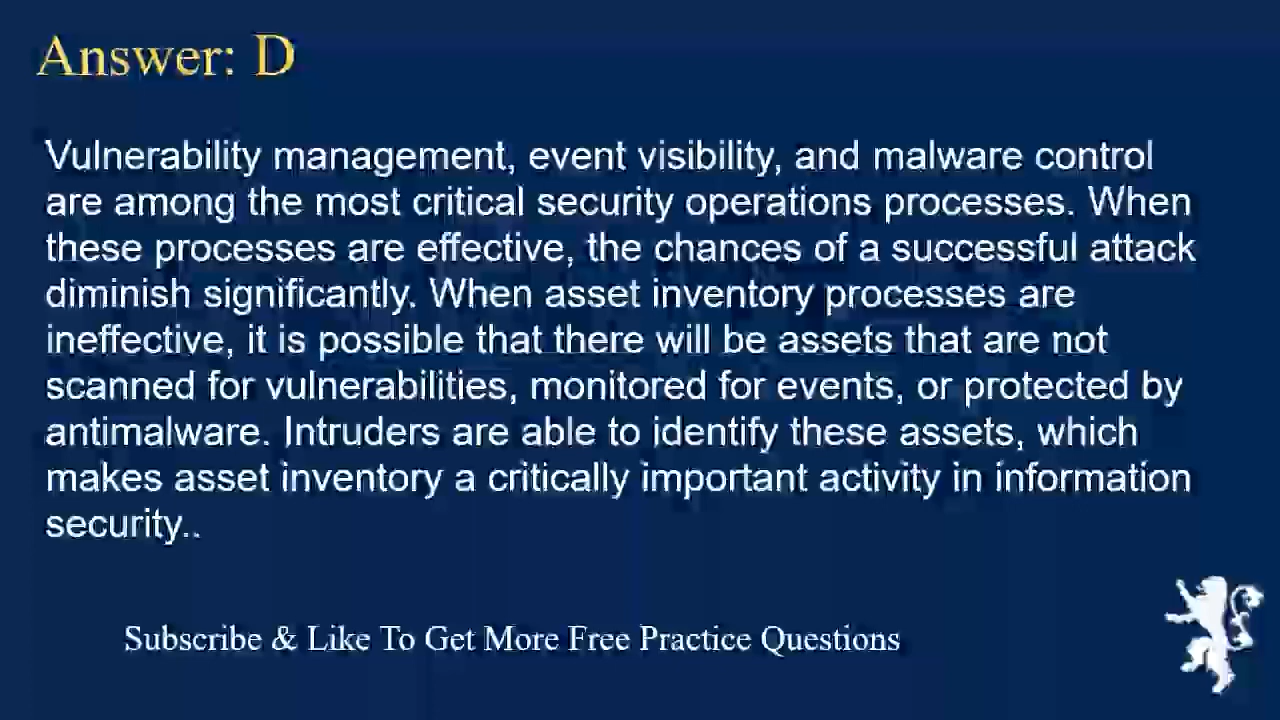 Answer: D
Vulnerability management, event visibility, and malware control
are among the most critical security operations processes. When
these processes are effective, the chances of a successful attack
diminish significantly. When asset inventory processes are
ineffective, it is possible that there will be assets that are not
scanned for vulnerabilities, monitored for events, or protected by
antimalware. Intruders are able to identify these assets, which
makes asset inventory a critically important activity in information
security..
Subscribe & Like To Get More Free Practice Questions